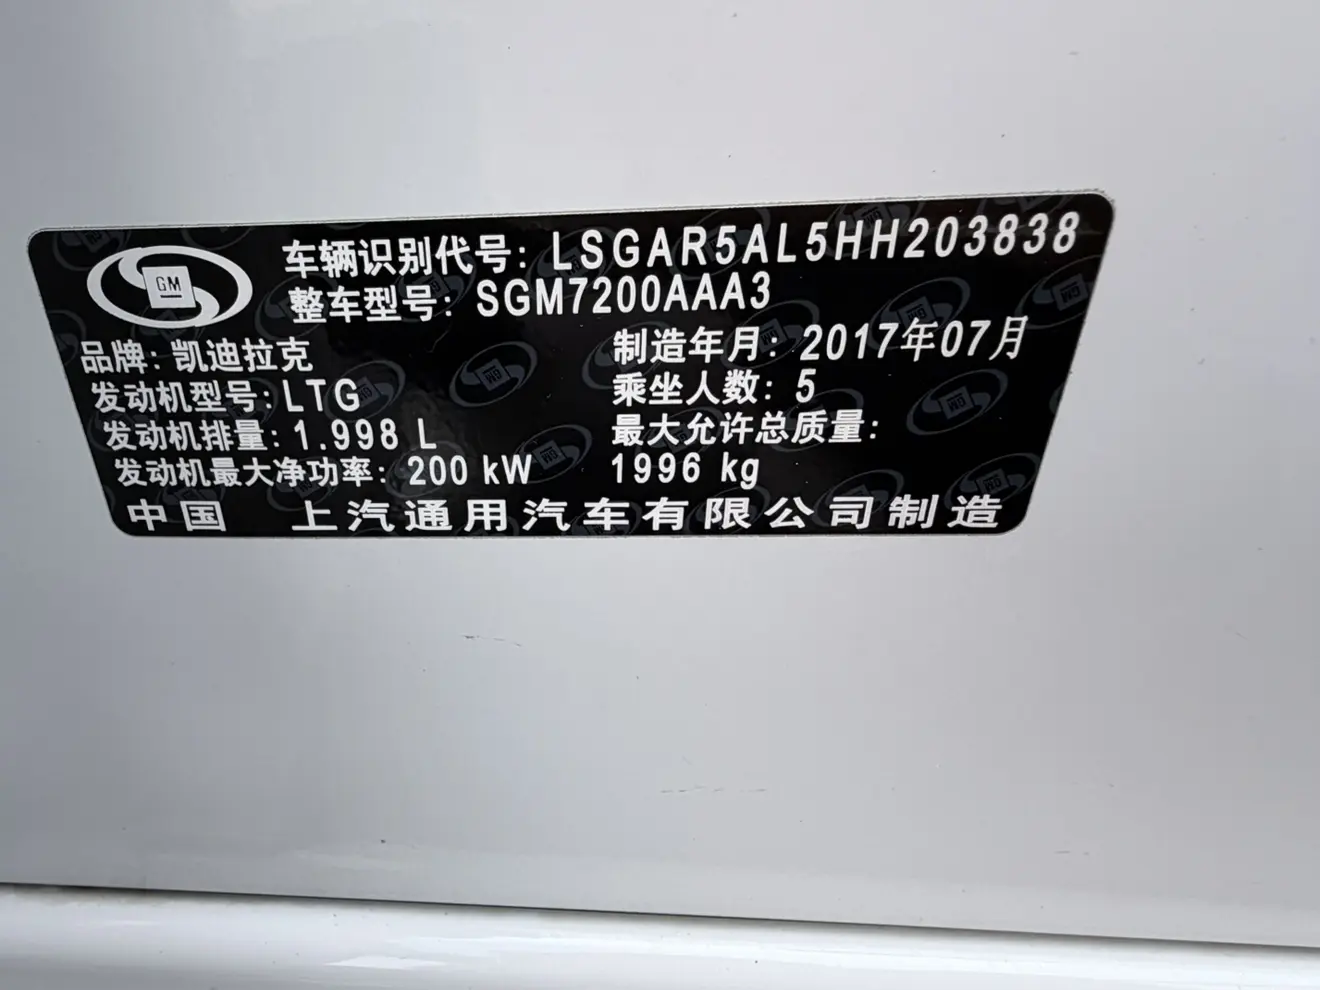 GM
车辆识别代号: LSGAR5AL5HH203838
整车型号: SGM7200AAA3
品牌: 凯迪拉克
制造年月: 2017年07月
发动机型号: LTG
乘坐人数: 5
发动机排量: 1.998 L
最大允许总质量:
发动机最大净功率: 200 kW
1996 kg
中国 上汽通用汽车有限公司制造